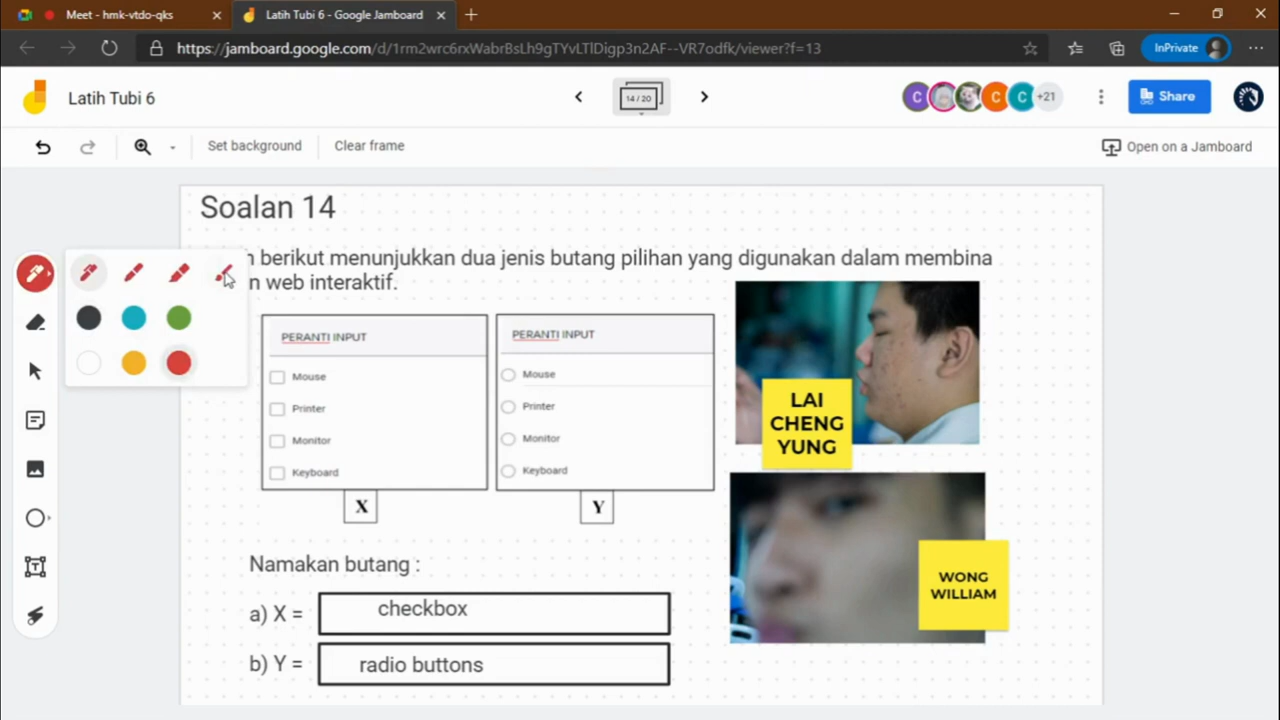 Meet - hmk-vtdo-qks
Latih Tubi 6 - Google Jamboard
https://jamboard.google.com/d/1rm2wrc6rxWabrBsLh9gTYvLTlDigp3n2AF--VR7odfk/viewer?f=13
InPrivate
Latih Tubi 6
14 / 20
C
C
C
+21
Share
Set background
Clear frame
Open on a Jamboard
Soalan 14
berikut menunjukkan dua jenis butang pilihan yang digunakan dalam membina
web interaktif.
PERANTI INPUT
Mouse
Printer
Monitor
Keyboard
X
PERANTI INPUT
Mouse
Printer
Monitor
Keyboard
Y
LAI
CHENG
YUNG
WONG
WILLIAM
Namakan butang :
a) X =
checkbox
b) Y =
radio buttons